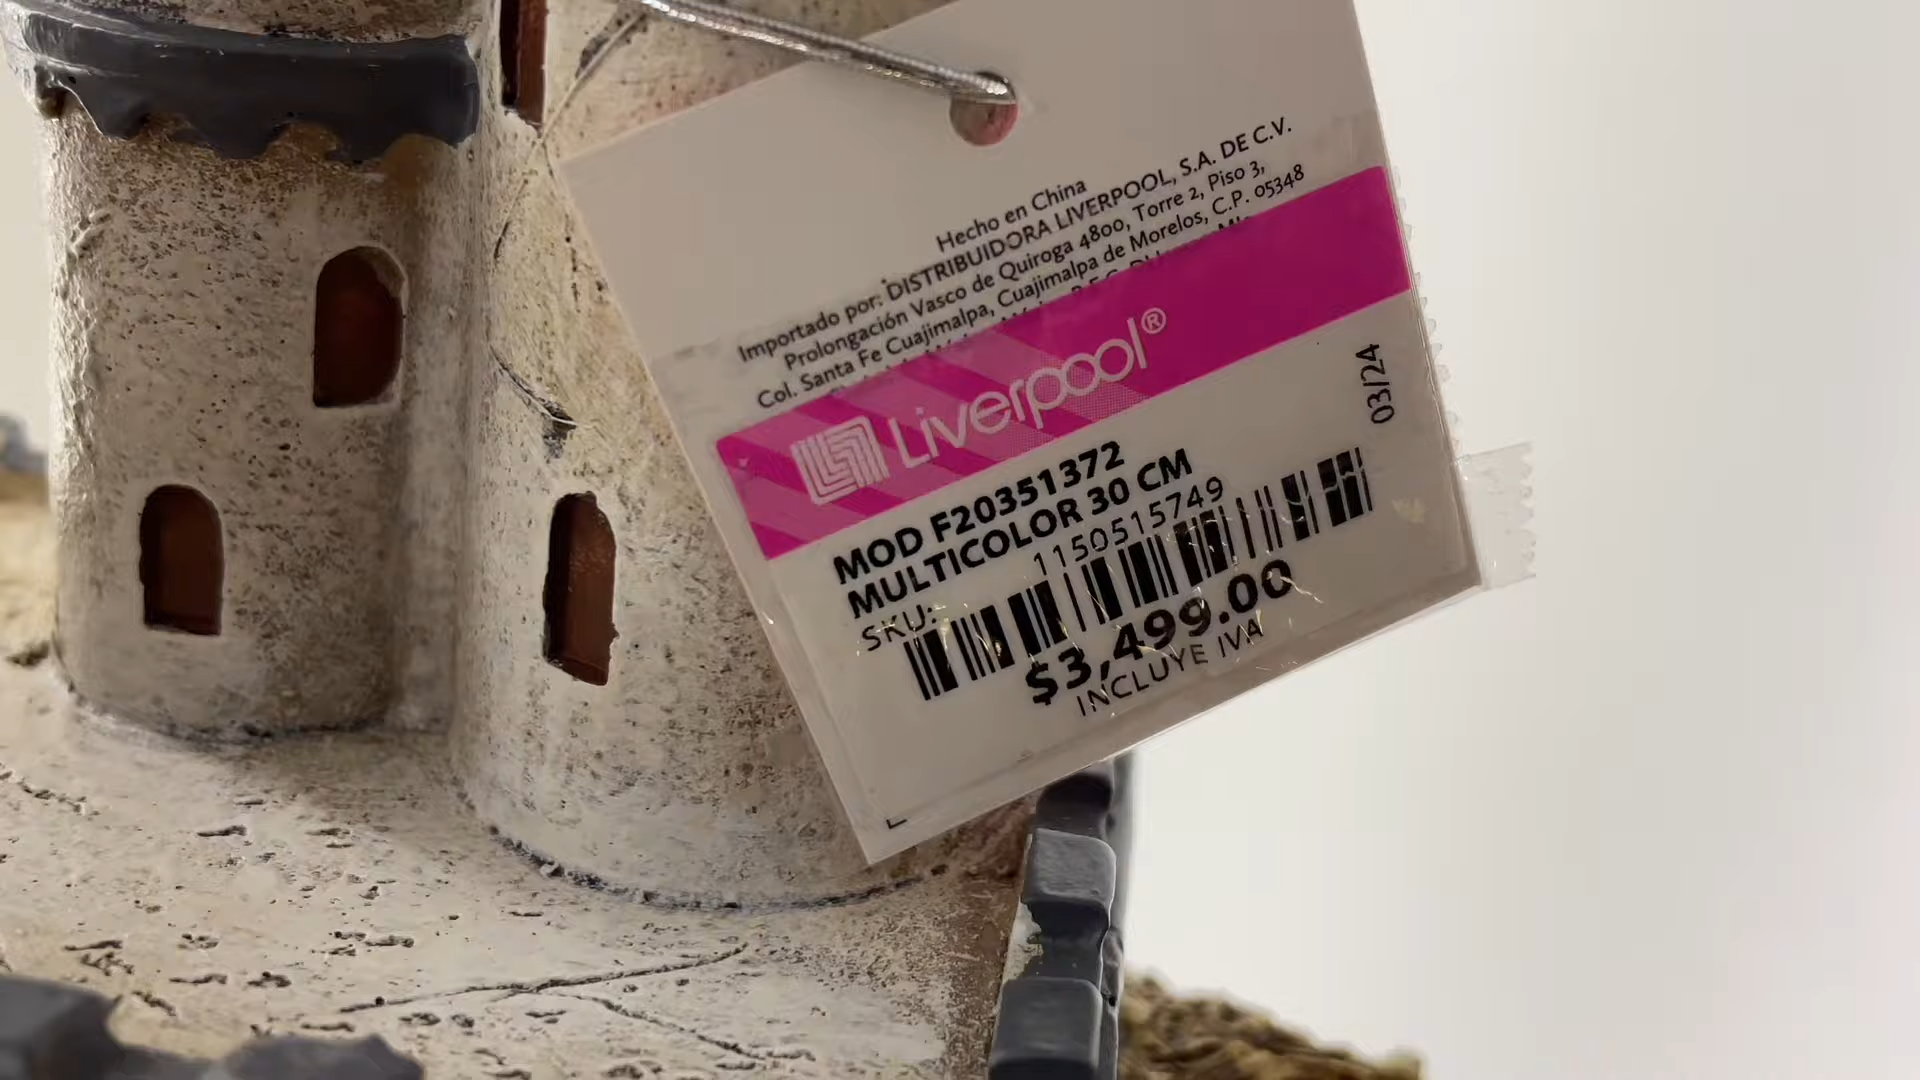 Hecho en China
Importado por: DISTRIBUIDORA LIVERPOOL, S.A. DE C.V.
Prolongación Vasco de Quiroga 4800, Torre 2, Piso 3,
Col. Santa Fe Cuajimalpa, Cuajimalpa de Morelos, C.P. 05348
Liverpool®
03/24
MOD F20351372
MULTICOLOR 30 CM
1150515749
SKU:
$3,499.00
INCLUYE IVA